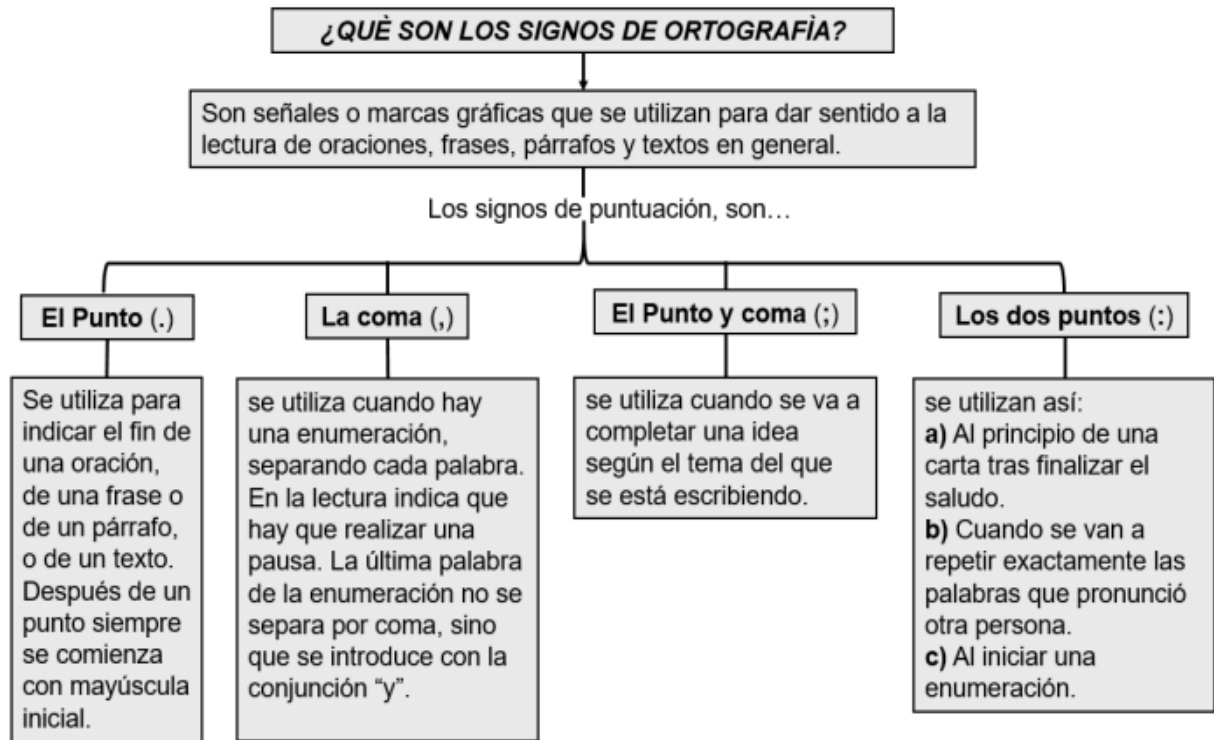 ¿QUÈ SON LOS SIGNOS DE ORTOGRAFÌA?
Son señales o marcas gráficas que se utilizan para dar sentido a la
lectura de oraciones, frases, párrafos y textos en general.
Los signos de puntuación, son…
El Punto (.)
Se utiliza para
indicar el fin de
una oración,
de una frase o
de un párrafo,
o de un texto.
Después de un
punto siempre
se comienza
con mayúscula
inicial.
La coma (,)
se utiliza cuando hay
una enumeración,
separando cada palabra.
En la lectura indica que
hay que realizar una
pausa. La última palabra
de la enumeración no se
separa por coma, sino
que se introduce con la
conjunción “y”.
El Punto y coma (;)
se utiliza cuando se va a
completar una idea
según el tema del que
se está escribiendo.
Los dos puntos (:)
se utilizan así:
a) Al principio de una
carta tras finalizar el
saludo.
b) Cuando se van a
repetir exactamente las
palabras que pronunció
otra persona.
c) Al iniciar una
enumeración.